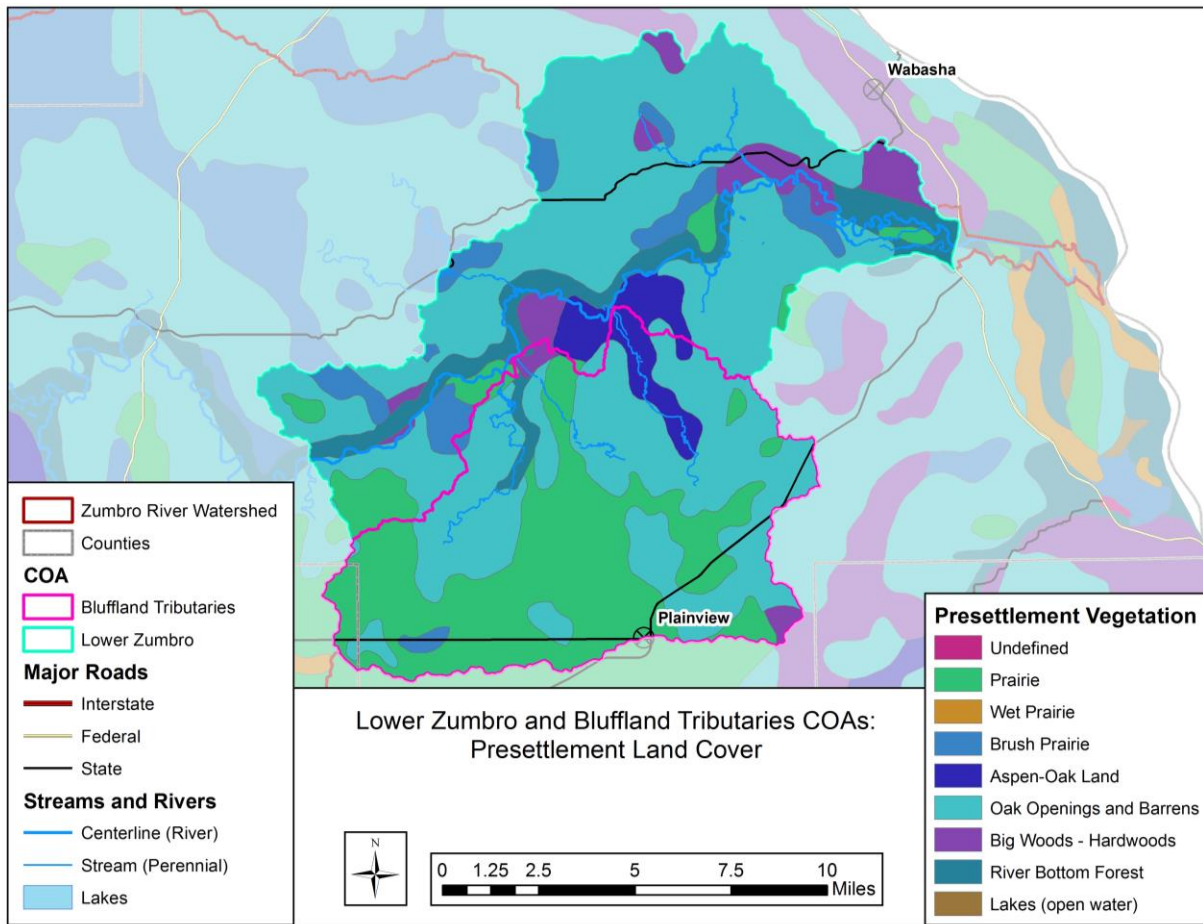 Wabasha
Plainview
Zumbro River Watershed
Counties
COA
Bluffland Tributaries
Lower Zumbro
Major Roads
Interstate
Federal
State
Streams and Rivers
Centerline (River)
Stream (Perennial)
Lakes
Lower Zumbro and Bluffland Tributaries COAs:
Presettlement Land Cover
N
0 1.25 2.5 5 7.5 10
Miles
Presettlement Vegetation
Undefined
Prairie
Wet Prairie
Brush Prairie
Aspen-Oak Land
Oak Openings and Barrens
Big Woods - Hardwoods
River Bottom Forest
Lakes (open water)